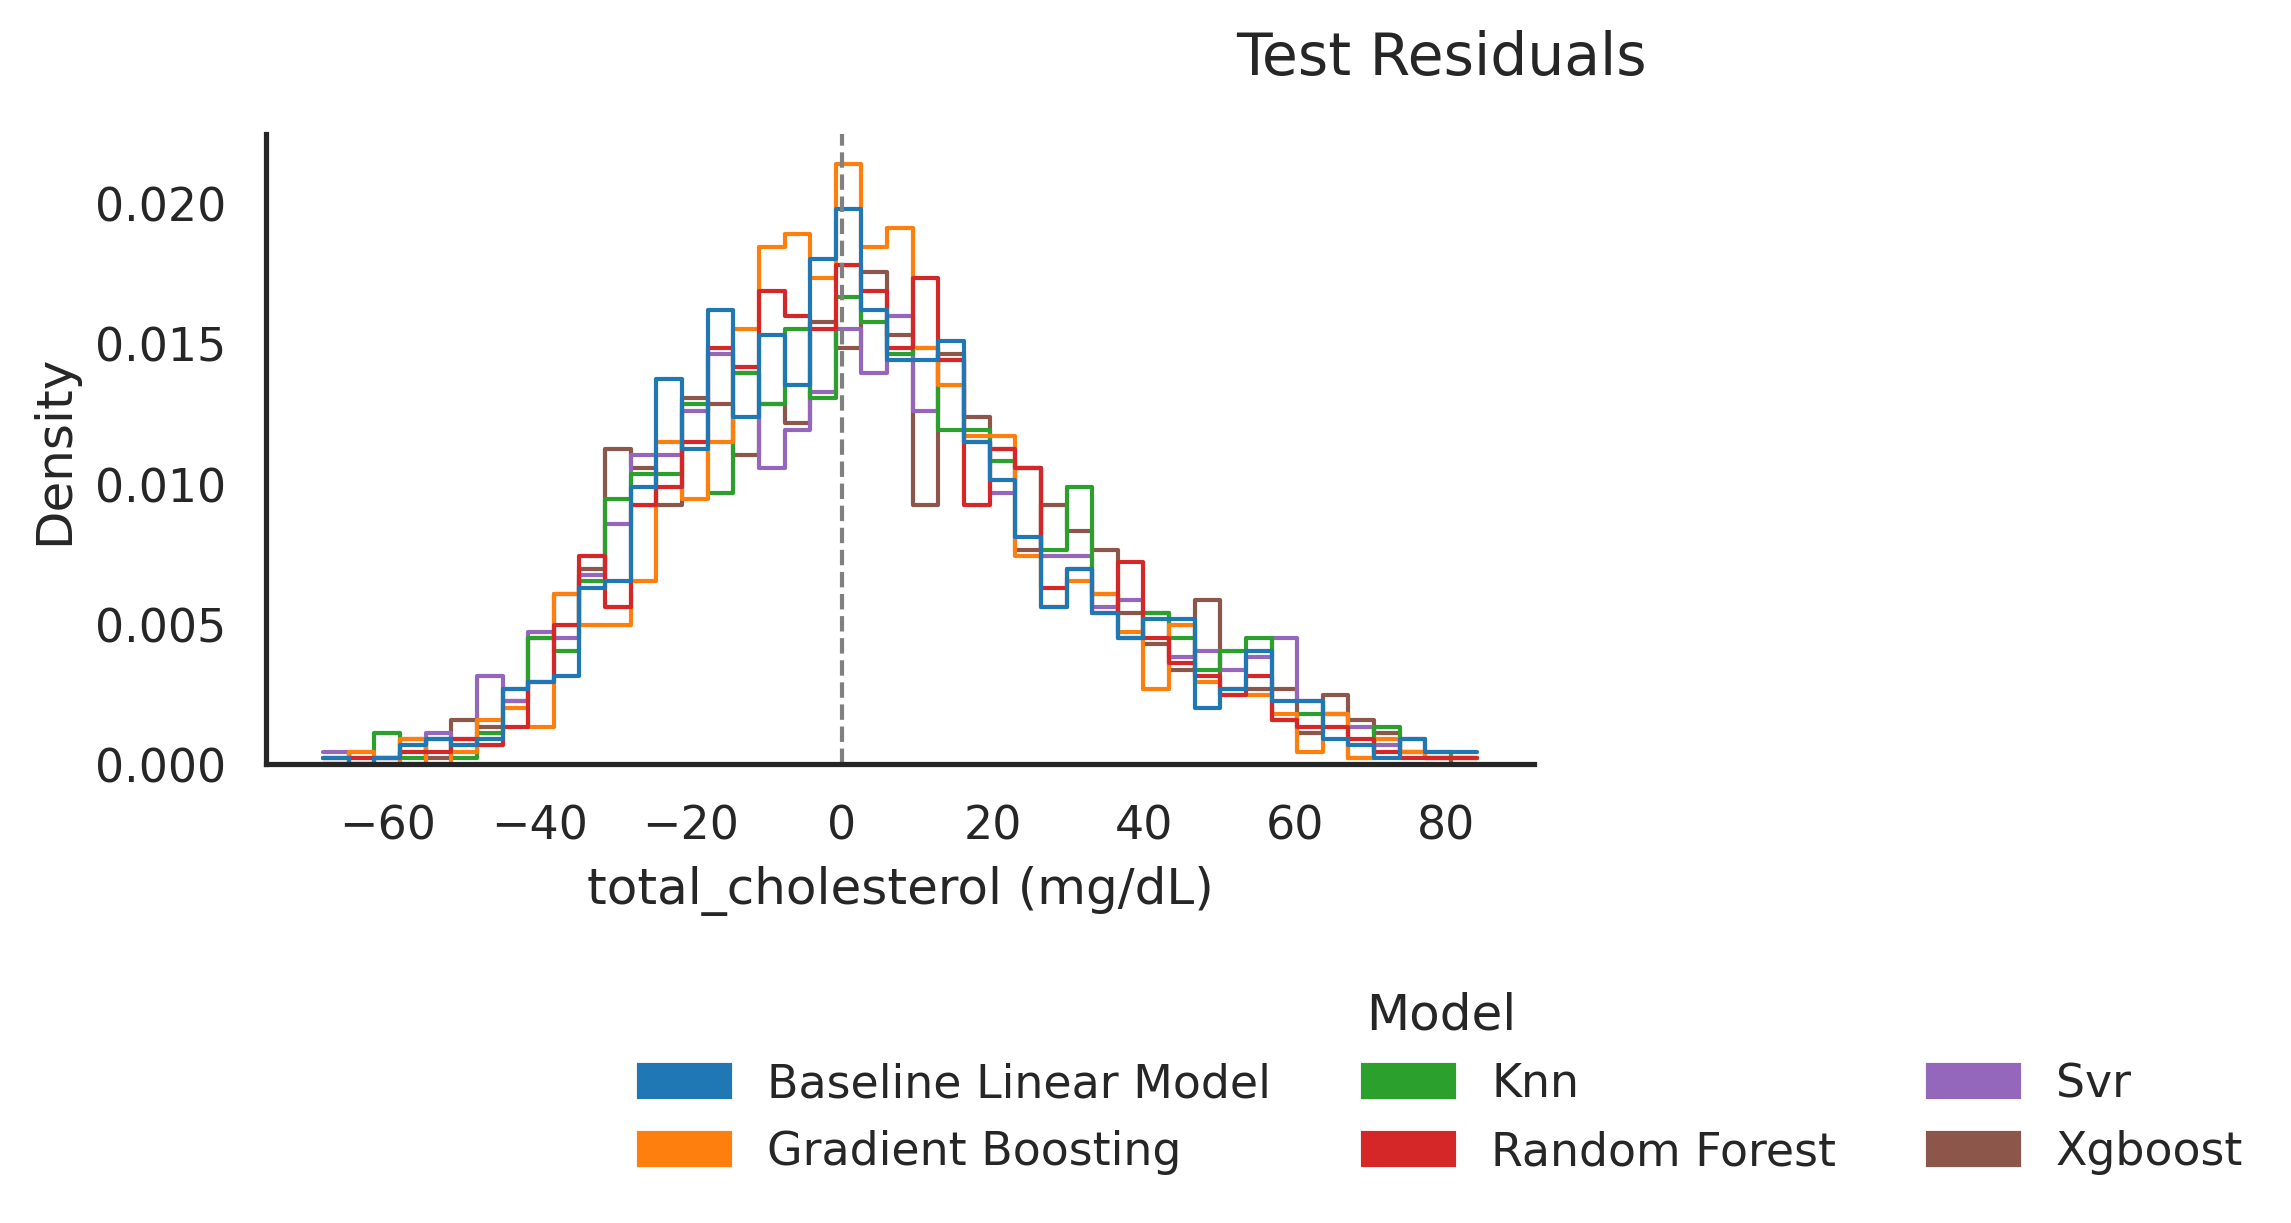 Test Residuals
0.020
0.015
0.010
0.005
0.000
Density
−60 −40 −20 0 20 40 60 80
total_cholesterol (mg/dL)
Model
Baseline Linear Model Knn Svr
Gradient Boosting Random Forest Xgboost